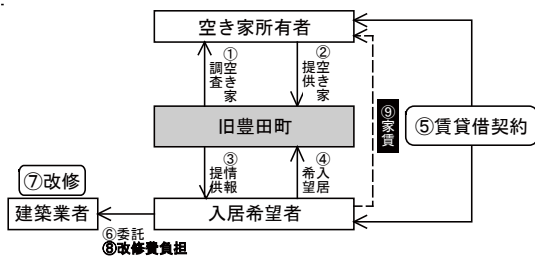 空き家所有者
①空き家
調査
②空き家
提供
旧豊田町
⑨家賃
⑤賃貸借契約
③情報
提供
④入居
希望
⑦改修
建築業者
入居希望者
⑥委託
⑧改修費負担